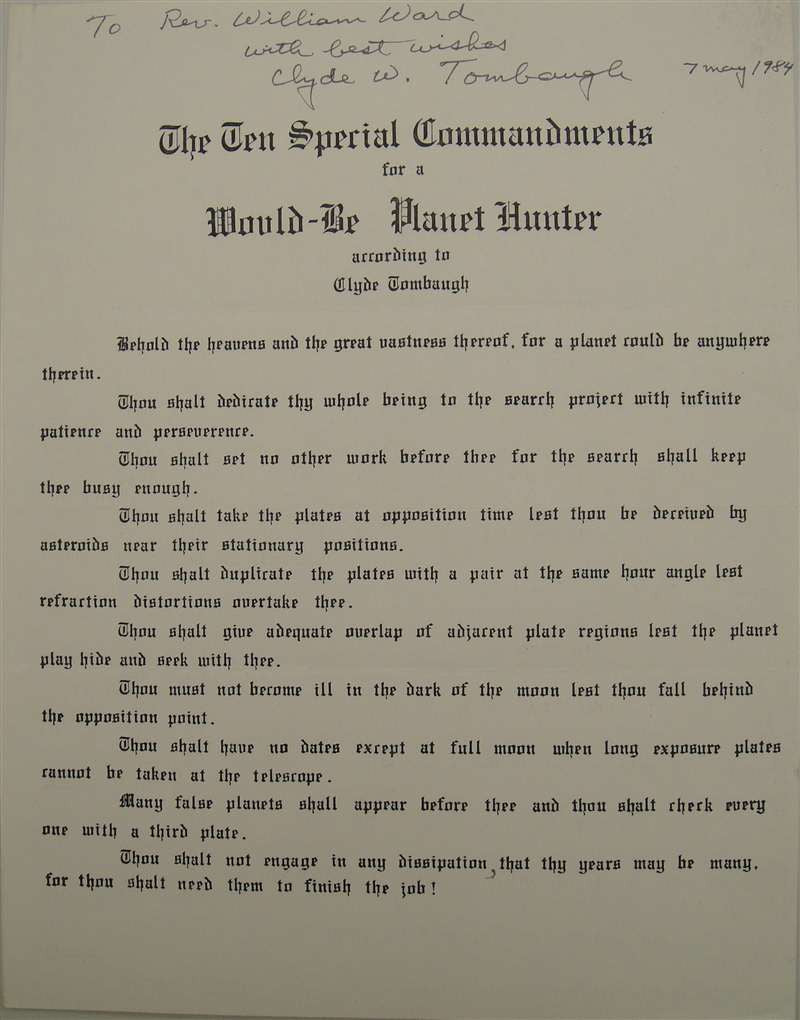 To Rev. William Ward
with best wishes
Clyde W. Tombaugh 7 May 1984
The Ten Special Commandments
for a
Would-Be Planet Hunter
according to
Clyde Tombaugh
Behold the heavens and the great vastness thereof, for a planet could be anywhere
therein.
Thou shalt dedicate thy whole being to the search project with infinite
patience and perseverence.
Thou shalt set no other work before thee for the search shall keep
thee busy enough.
Thou shalt take the plates at opposition time lest thou be deceived by
asteroids near their stationary positions.
Thou shalt duplicate the plates with a pair at the same hour angle lest
refraction distortions overtake thee.
Thou shalt give adequate overlap of adjacent plate regions lest the planet
play hide and seek with thee.
Thou must not become ill in the dark of the moon lest thou fall behind
the opposition point.
Thou shalt have no dates except at full moon when long exposure plates
cannot be taken at the telescope.
Many false planets shall appear before thee and thou shalt check every
one with a third plate.
Thou shalt not engage in any dissipation, that thy years may be many,
for thou shalt need them to finish the job!